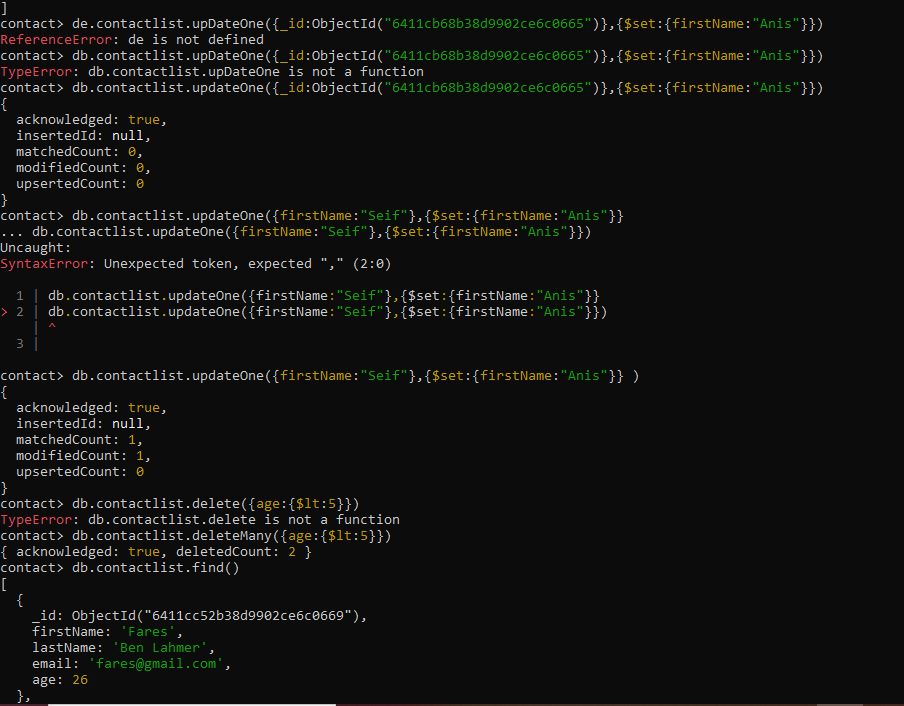 ]
contact> de.contactlist.upDateOne({_id:ObjectId("6411cb68b38d9902ce6c0665")},{$set:{firstName:"Anis"}})
ReferenceError: de is not defined
contact> db.contactlist.upDateOne({_id:ObjectId("6411cb68b38d9902ce6c0665")},{$set:{firstName:"Anis"}})
TypeError: db.contactlist.upDateOne is not a function
contact> db.contactlist.updateOne({_id:ObjectId("6411cb68b38d9902ce6c0665")},{$set:{firstName:"Anis"}})
{
  acknowledged: true,
  insertedId: null,
  matchedCount: 0,
  modifiedCount: 0,
  upsertedCount: 0
}
contact> db.contactlist.updateOne({firstName:"Seif"},{$set:{firstName:"Anis"}}
... db.contactlist.updateOne({firstName:"Seif"},{$set:{firstName:"Anis"}})
Uncaught:
SyntaxError: Unexpected token, expected "," (2:0)
  1 | db.contactlist.updateOne({firstName:"Seif"},{$set:{firstName:"Anis"}}
> 2 | db.contactlist.updateOne({firstName:"Seif"},{$set:{firstName:"Anis"}})
    | ^
  3 |
contact> db.contactlist.updateOne({firstName:"Seif"},{$set:{firstName:"Anis"}} )
{
  acknowledged: true,
  insertedId: null,
  matchedCount: 1,
  modifiedCount: 1,
  upsertedCount: 0
}
contact> db.contactlist.delete({age:{$lt:5}})
TypeError: db.contactlist.delete is not a function
contact> db.contactlist.deleteMany({age:{$lt:5}})
{ acknowledged: true, deletedCount: 2 }
contact> db.contactlist.find()
[
  {
    _id: ObjectId("6411cc52b38d9902ce6c0669"),
    firstName: 'Fares',
    lastName: 'Ben Lahmer',
    email: 'fares@gmail.com',
    age: 26
  },